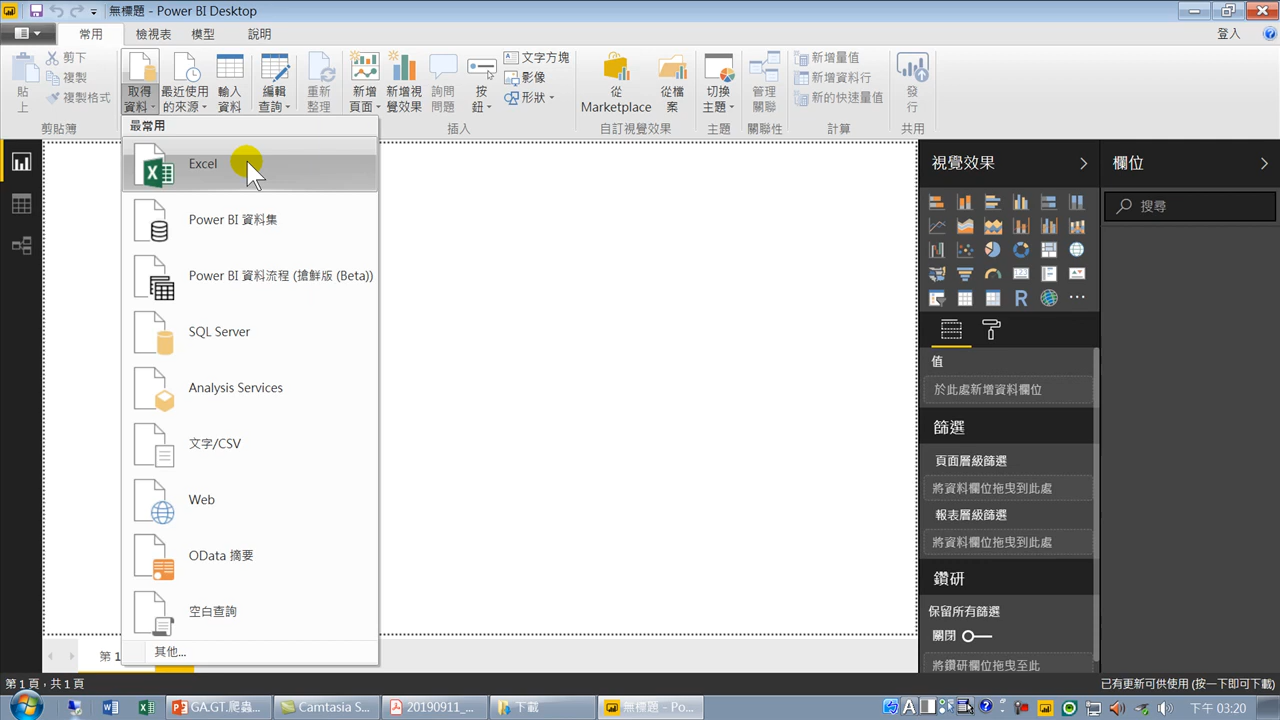 無標題 - Power BI Desktop
常用
檢視表
模型
說明
登入
貼上
剪下
複製
複製格式
剪貼簿
取得資料
最近使用的來源
輸入資料
編輯查詢
重新整理
新增頁面
新增視覺效果
詢問問題
按鈕
文字方塊
影像
形狀
插入
從 Marketplace
從檔案
自訂視覺效果
切換主題
主題
管理關聯
關聯性
新增量值
新增資料行
新的快速量值
計算
發行
共用
最常用
Excel
Power BI 資料集
Power BI 資料流程 (搶鮮版 (Beta))
SQL Server
Analysis Services
文字/CSV
Web
OData 摘要
空白查詢
其他...
視覺效果
R
值
於此處新增資料欄位
篩選
頁面層級篩選
將資料欄位拖曳到此處
報表層級篩選
將資料欄位拖曳到此處
鑽研
保留所有篩選
關閉
將鑽研欄位拖曳至此
欄位
搜尋
第 1
第 1 頁，共 1 頁
已有更新可供使用 (按一下即可下載)
GA.GT.爬蟲...
Camtasia S...
20190911_...
下載
無標題 - Po...
A
下午 03:20